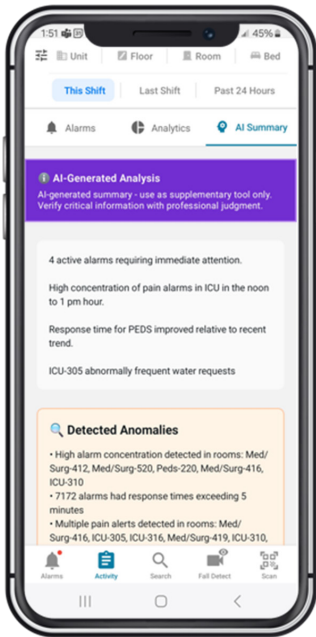 1:51 45%
Unit Floor Room Bed
This Shift Last Shift Past 24 Hours
Alarms Analytics AI Summary
AI-Generated Analysis
AI-generated summary - use as supplementary tool only.
Verify critical information with professional judgment.
4 active alarms requiring immediate attention.
High concentration of pain alarms in ICU in the noon
to 1 pm hour.
Response time for PEDS improved relative to recent
trend.
ICU-305 abnormally frequent water requests
Detected Anomalies
• High alarm concentration detected in rooms: Med/
Surg-412, Med/Surg-520, Peds-220, Med/Surg-416,
ICU-310
• 7172 alarms had response times exceeding 5
minutes
• Multiple pain alerts detected in rooms: Med/
Surg-416, ICU-305, ICU-316, Med/Surg-419, ICU-310,
Alarms Activity Search Fall Detect Scan